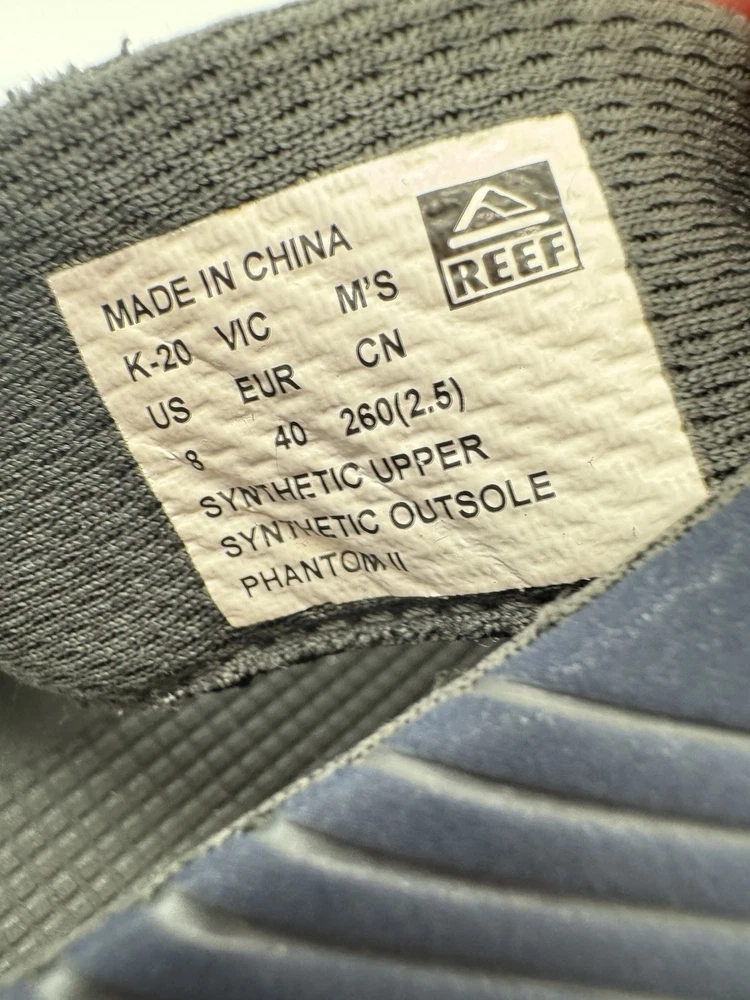 REEF
MADE IN CHINA
K-20 VIC M'S
US EUR CN
8 40 260(2.5)
SYNTHETIC UPPER
SYNTHETIC OUTSOLE
PHANTOM II